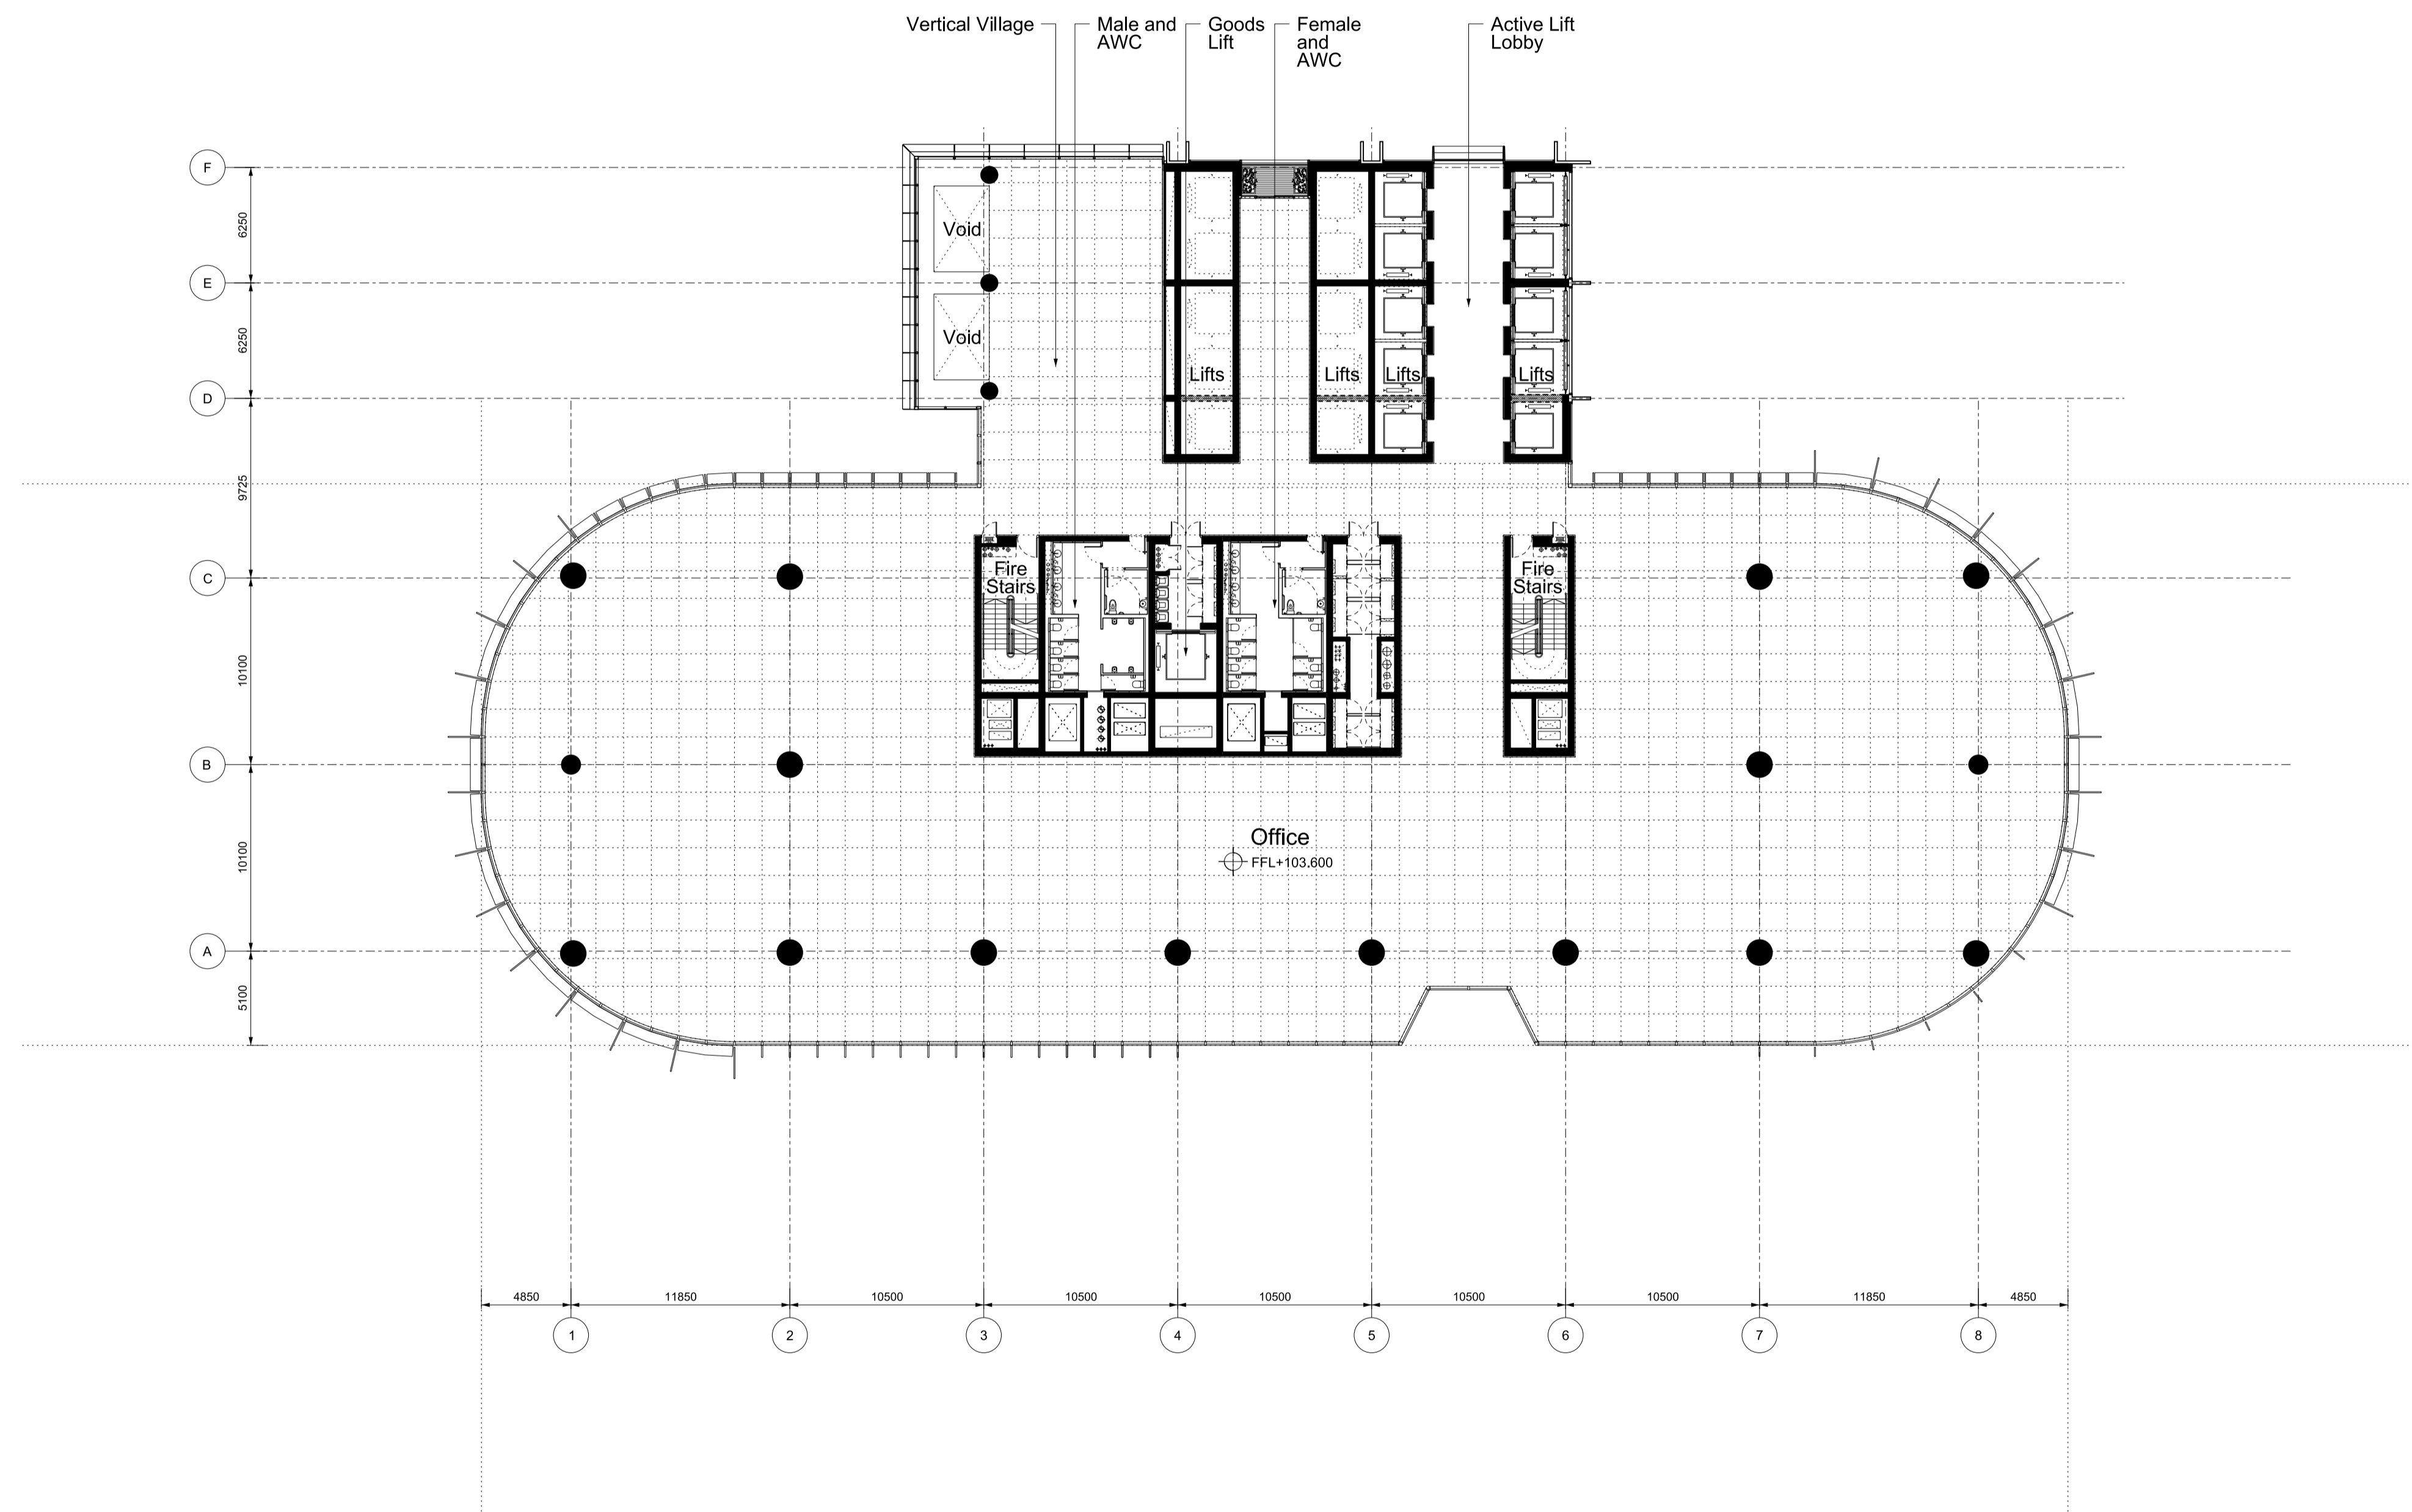 Vertical Village
Male and
AWC
Goods
Lift
Female
and
AWC
Active Lift
Lobby
F
6250
Void
E
6250
Void
Lifts
Lifts
Lifts
Lifts
D
9725
C
Fire
Stairs
Fire
Stairs
10100
B
10100
Office
FFL+103.600
A
5100
4850
11850
10500
10500
10500
10500
10500
11850
4850
1
2
3
4
5
6
7
8